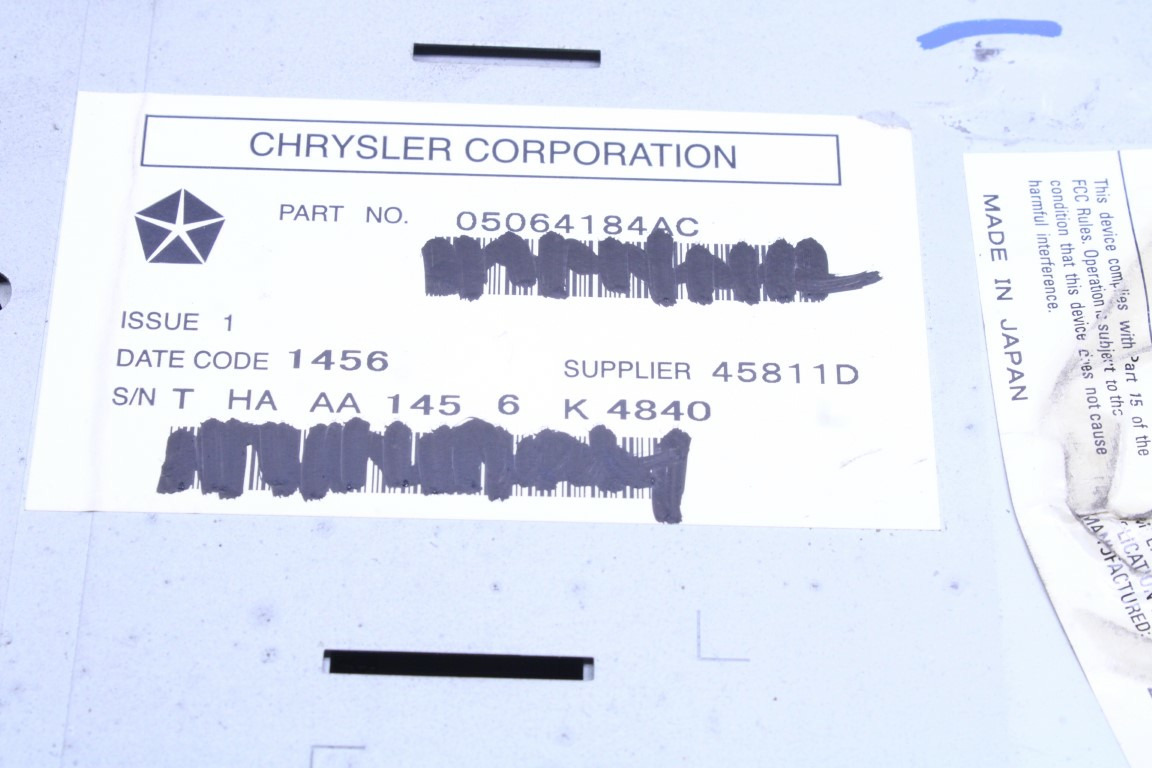 CHRYSLER CORPORATION
PART NO. 05064184AC
ISSUE 1
DATE CODE 1456 SUPPLIER 45811D
S/N T HA AA 145 6 K 4840
This device complies with Part 15 of the
FCC Rules. Operation is subject to the
condition that this device does not cause
harmful interference.
MADE IN JAPAN
MANUFACTURED: